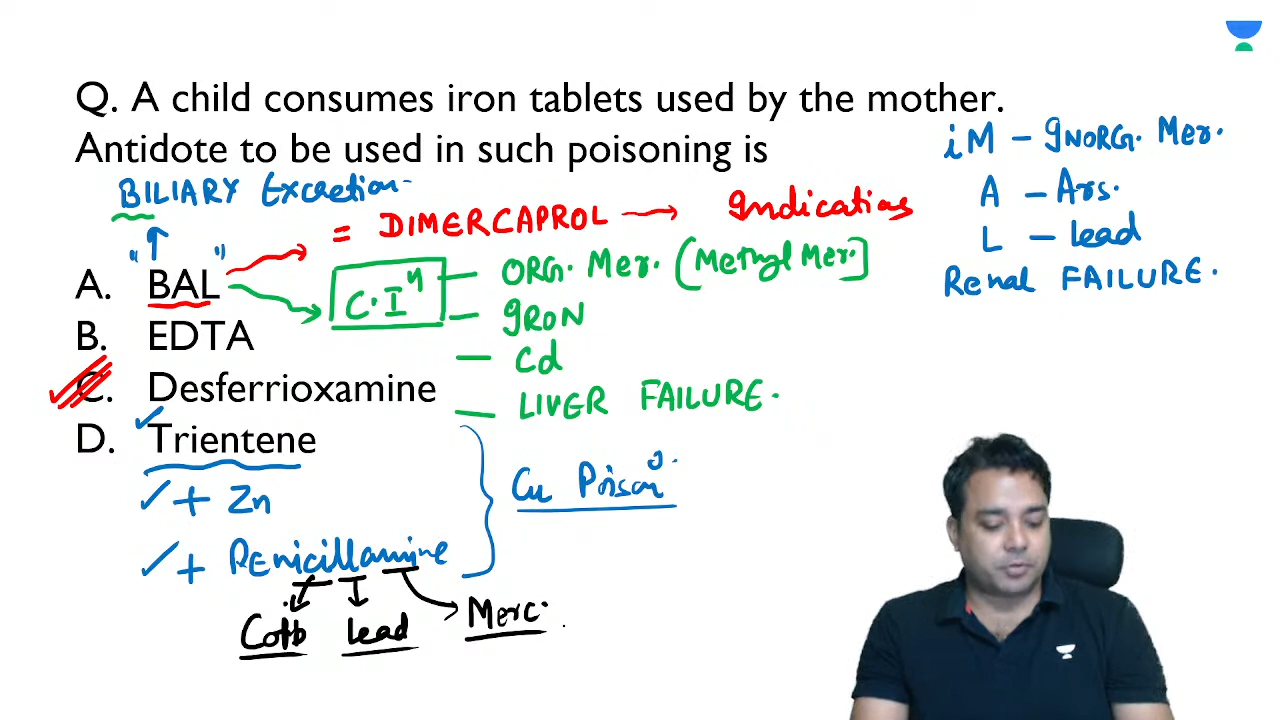 Q. A child consumes iron tablets used by the mother.
Antidote to be used in such poisoning is
iM - INORG. Mer.
A - Ars.
L - lead
Renal FAILURE.
BILIARY Excretion
= DIMERCAPROL → Indications
A. "BAL"
C.I^n - ORG. Mer. (Methyl Mer.)
- IRON
- Cd
- LIVER FAILURE.
B. EDTA
C. Desferrioxamine
D. Trientene
+ Zn
+ PEnicillamine
Cu Poison^g.
lead
Merc.